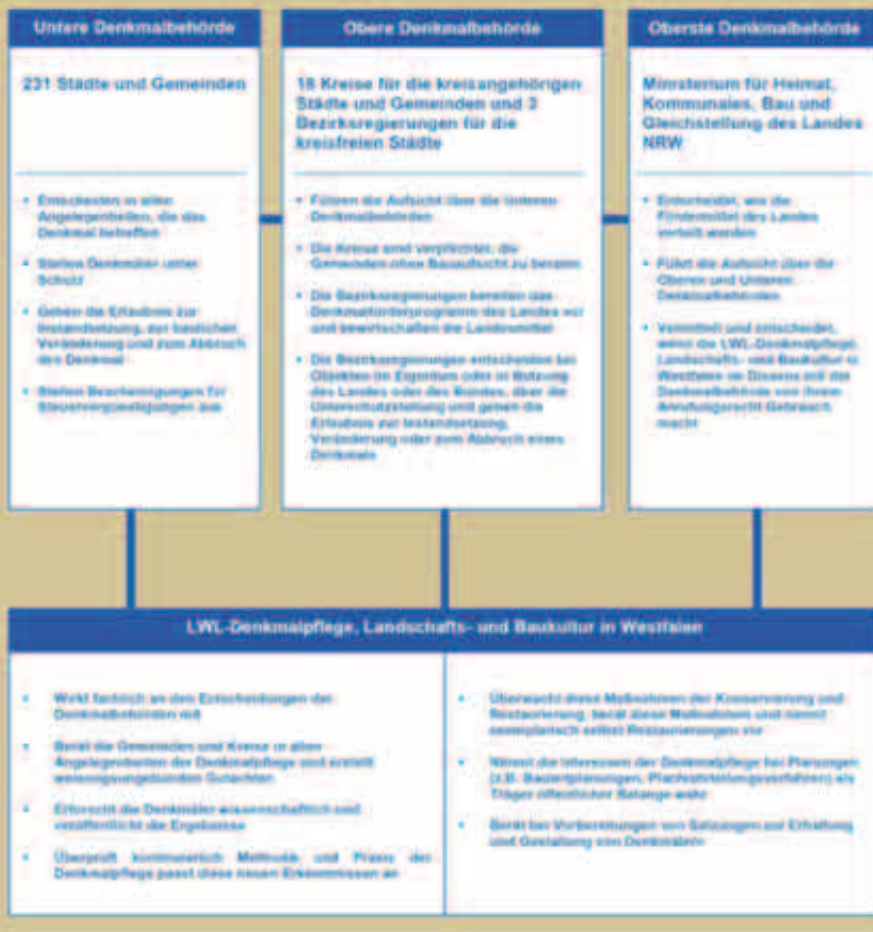 Untere Denkmalbehörde
231 Städte und Gemeinden
• Entscheiden in allen
Angelegenheiten, die das
Denkmal betreffen
• Stellen Denkmäler unter
Schutz
• Geben die Erlaubnis zur
Instandsetzung, zur baulichen
Veränderung und zum Abbruch
des Denkmal
• Stellen Bescheinigungen für
Steuervergünstigungen aus
Obere Denkmalbehörde
18 Kreise für die kreisangehörigen
Städte und Gemeinden und 3
Bezirksregierungen für die
kreisfreien Städte
• Führen die Aufsicht über die Unteren
Denkmalbehörden
• Die Kreise sind verpflichtet, die
Gemeinden ohne Bauaufsicht zu beraten
• Die Bezirksregierungen bereiten das
Denkmalförderprogramm des Landes vor
und bewirtschaften die Landesmittel
• Die Bezirksregierungen entscheiden bei
Objekten im Eigentum oder in Nutzung
des Landes oder des Bundes, über die
Unterschutzstellung und geben die
Erlaubnis zur Instandsetzung,
Veränderung oder zum Abbruch eines
Denkmals
Oberste Denkmalbehörde
Ministerium für Heimat,
Kommunales, Bau und
Gleichstellung des Landes
NRW
• Entscheidet, wie die
Fördermittel des Landes
verteilt werden
• Führt die Aufsicht über die
Oberen und Unteren
Denkmalbehörden
• Vermittelt und entscheidet,
wenn die LWL-Denkmalpflege,
Landschafts- und Baukultur in
Westfalen im Dissens mit der
Denkmalbehörde von ihrem
Anrufungsrecht Gebrauch
macht
LWL-Denkmalpflege, Landschafts- und Baukultur in Westfalen
• Wirkt fachlich an den Entscheidungen der
Denkmalbehörden mit
• Berät die Gemeinden und Kreise in allen
Angelegenheiten der Denkmalpflege und erstellt
weisungsungebunden Gutachten
• Erforscht die Denkmäler wissenschaftlich und
veröffentlicht die Ergebnisse
• Überprüft kontinuierlich Methodik und Praxis der
Denkmalpflege passt diese neuen Erkenntnissen an
• Überwacht diese Maßnahmen der Konservierung und
Restaurierung, berät diese Maßnahmen und nimmt
exemplarisch selbst Restaurierungen vor
• Nimmt die Interessen der Denkmalpflege bei Planungen
(z.B. Bauleitplanungen, Planfeststellungsverfahren) als
Träger öffentlicher Belange wahr
• Berät bei Vorbereitungen von Satzungen zur Erhaltung
und Gestaltung von Denkmälern